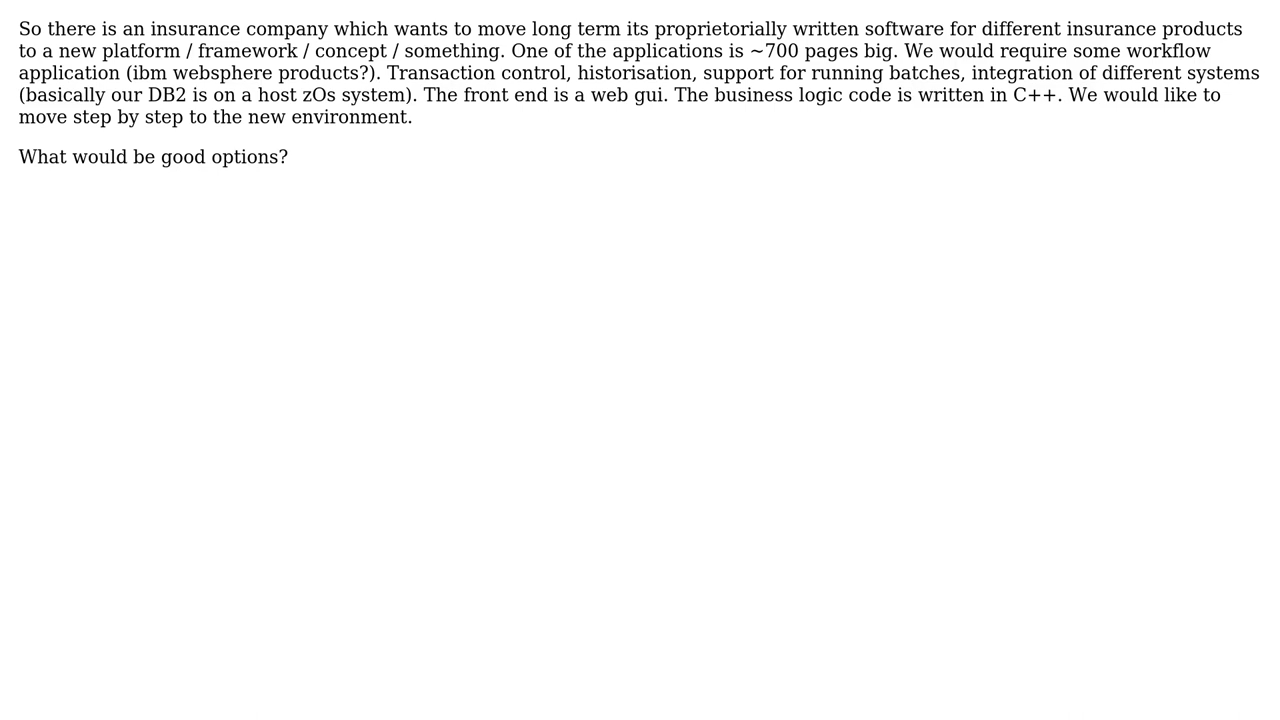 So there is an insurance company which wants to move long term its proprietorially written software for different insurance products
to a new platform / framework / concept / something. One of the applications is ~700 pages big. We would require some workflow
application (ibm websphere products?). Transaction control, historisation, support for running batches, integration of different systems
(basically our DB2 is on a host zOs system). The front end is a web gui. The business logic code is written in C++. We would like to
move step by step to the new environment.
What would be good options?